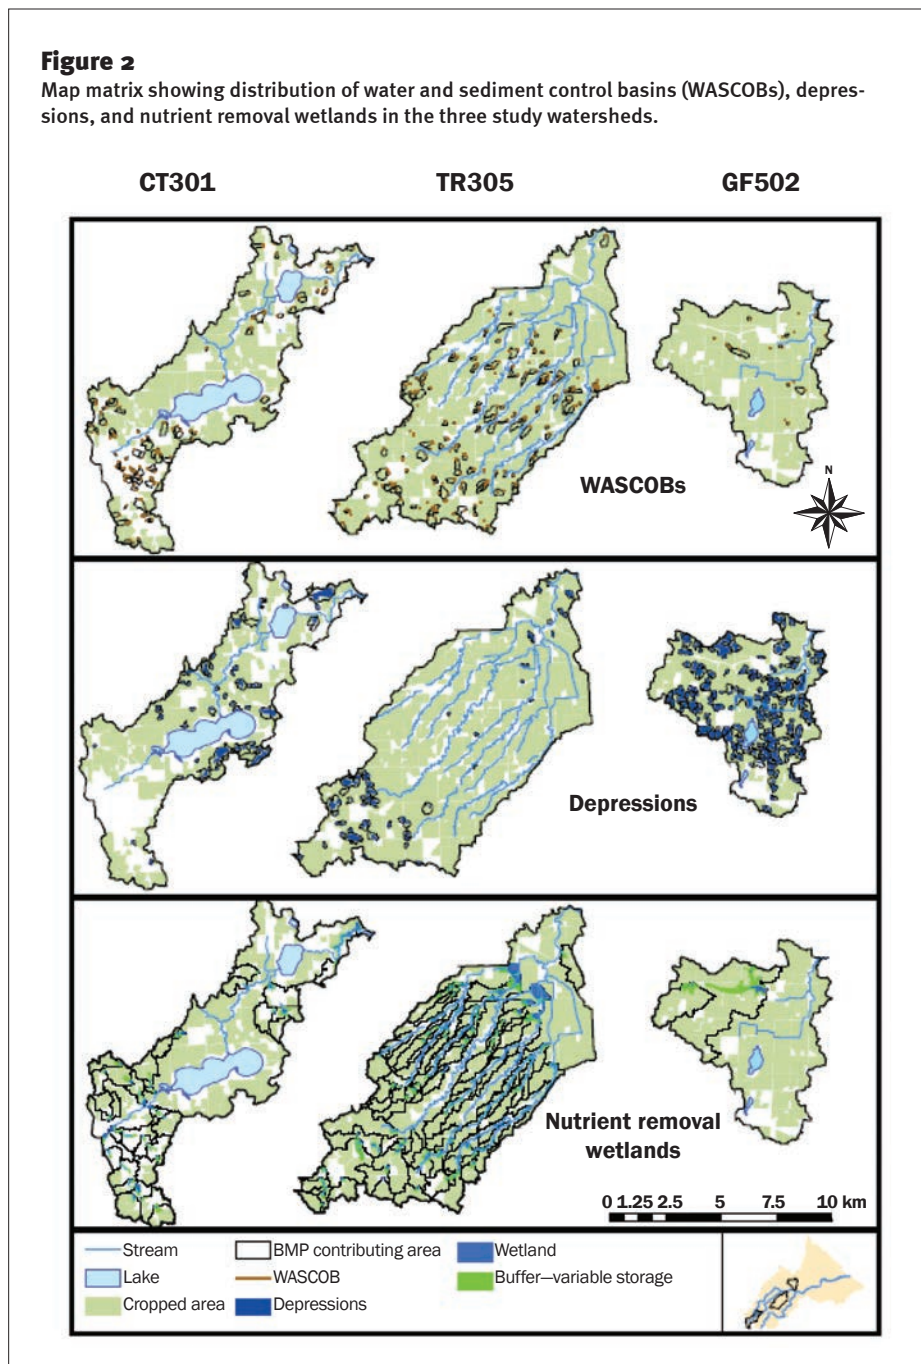 Figure 2
Map matrix showing distribution of water and sediment control basins (WASCOBs), depres-
sions, and nutrient removal wetlands in the three study watersheds.
CT301 TR305 GF502
WASCOBs
N
Depressions
Nutrient removal
wetlands
0 1.25 2.5 5 7.5 10 km
Stream BMP contributing area Wetland
Lake WASCOB Buffer—variable storage
Cropped area Depressions